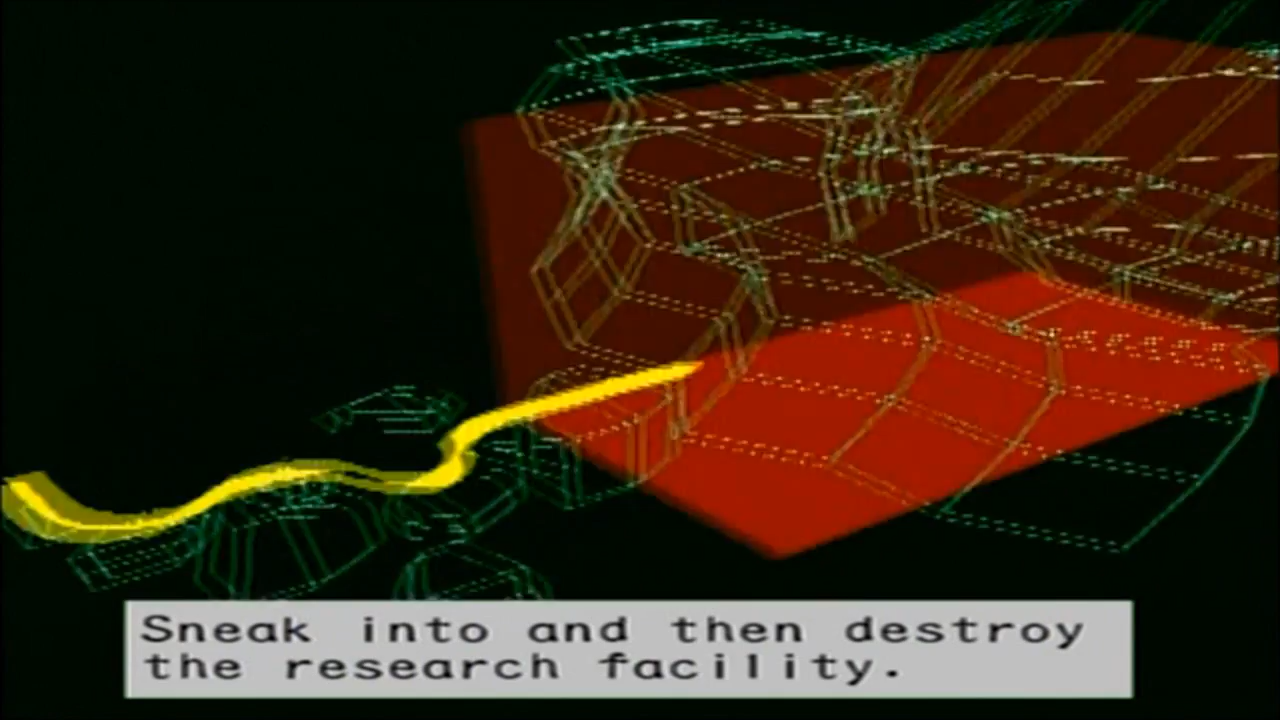 Sneak into and then destroy
the research facility.